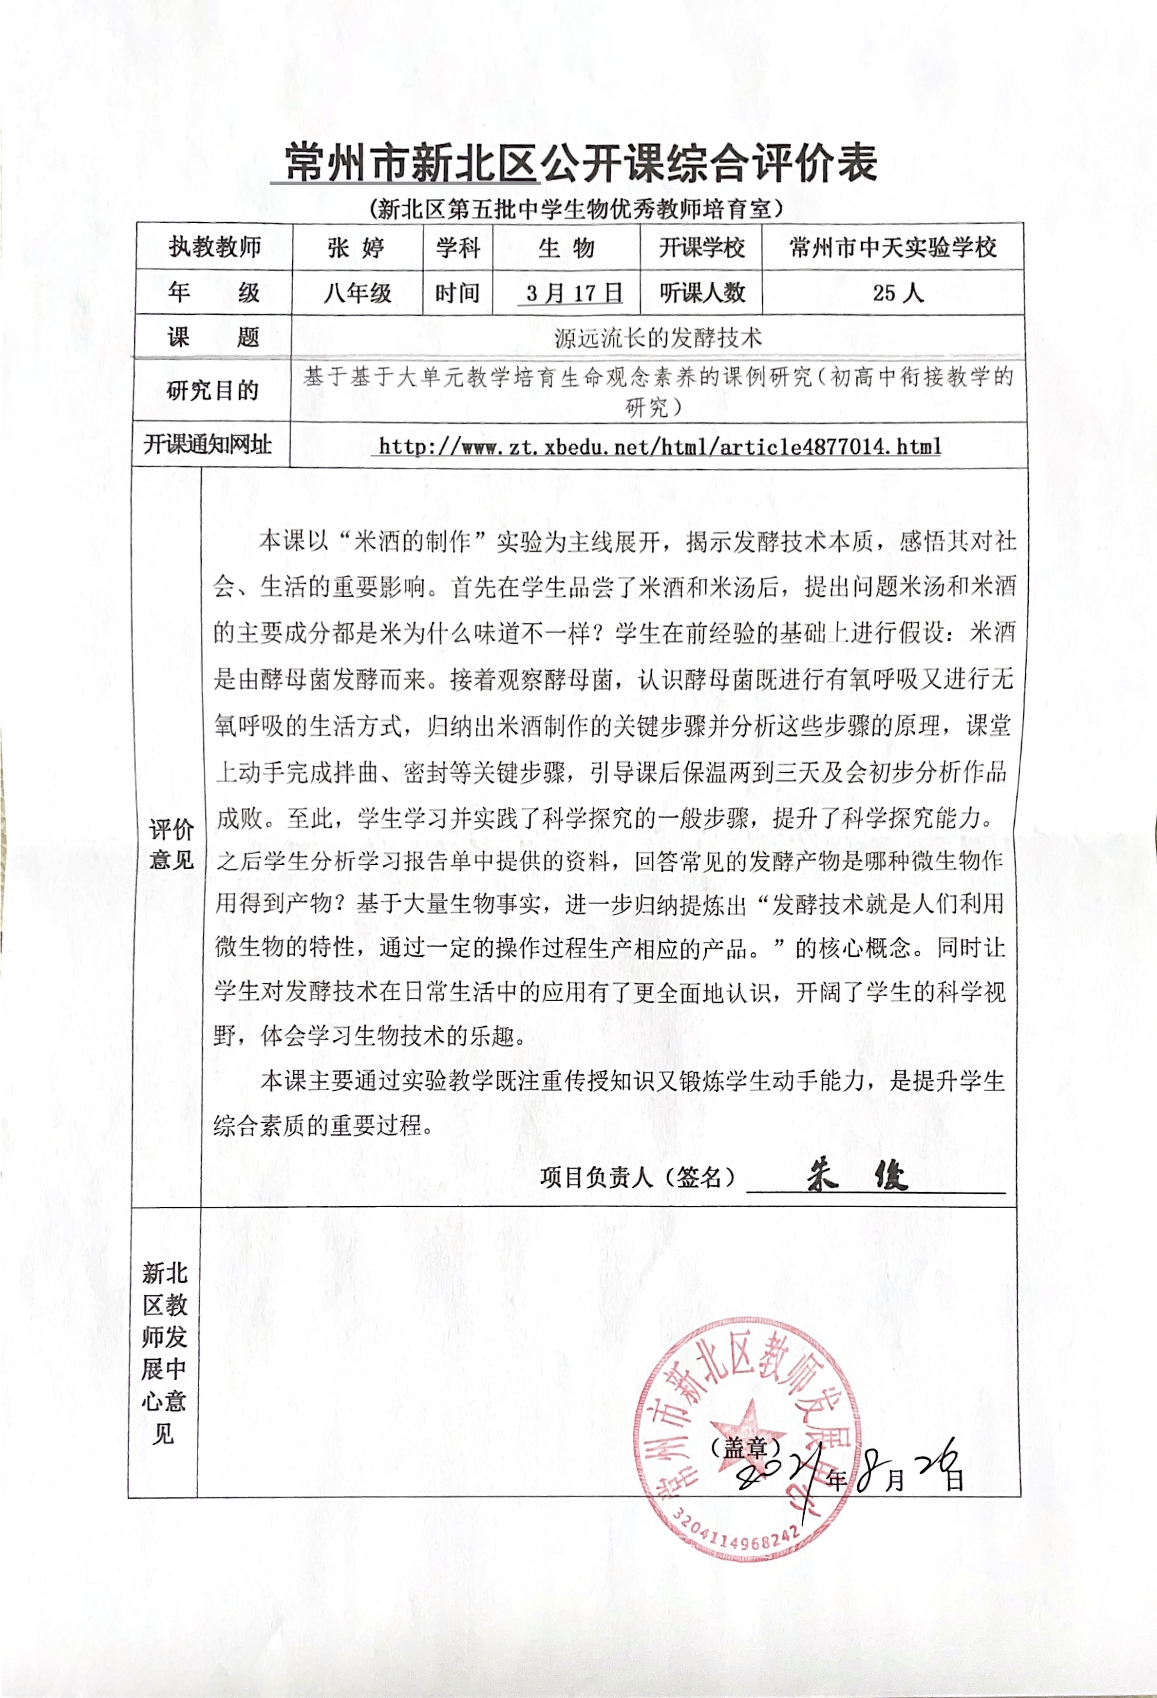 常州市新北区公开课综合评价表
(新北区第五批中学生物优秀教师培育室）
执教教师 张 婷 学科 生 物 开课学校 常州市中天实验学校
年 级 八年级 时间 3 月 17 日 听课人数 25 人
课 题 源远流长的发酵技术
研究目的 基于基于大单元教学培育生命观念素养的课例研究（初高中衔接教学的
研究）
开课通知网址 http://www.zt.xbedu.net/html/article4877014.html
本课以“米酒的制作”实验为主线展开，揭示发酵技术本质，感悟其对社
会、生活的重要影响。首先在学生品尝了米酒和米汤后，提出问题米汤和米酒
的主要成分都是米为什么味道不一样？学生在前经验的基础上进行假设：米酒
是由酵母菌发酵而来。接着观察酵母菌，认识酵母菌既进行有氧呼吸又进行无
氧呼吸的生活方式，归纳出米酒制作的关键步骤并分析这些步骤的原理，课堂
上动手完成拌曲、密封等关键步骤，引导课后保温两到三天及会初步分析作品
成败。至此，学生学习并实践了科学探究的一般步骤，提升了科学探究能力。
之后学生分析学习报告单中提供的资料，回答常见的发酵产物是哪种微生物作
用得到产物？基于大量生物事实，进一步归纳提炼出“发酵技术就是人们利用
微生物的特性，通过一定的操作过程生产相应的产品。”的核心概念。同时让
学生对发酵技术在日常生活中的应用有了更全面地认识，开阔了学生的科学视
野，体会学习生物技术的乐趣。
本课主要通过实验教学既注重传授知识又锻炼学生动手能力，是提升学生
综合素质的重要过程。
评价
意见
项目负责人（签名） 朱 俊
新北
区教
师发
展中
心意
见
常州市新北区教师发展中心
（盖章）
2021年8月26日
3204114968242